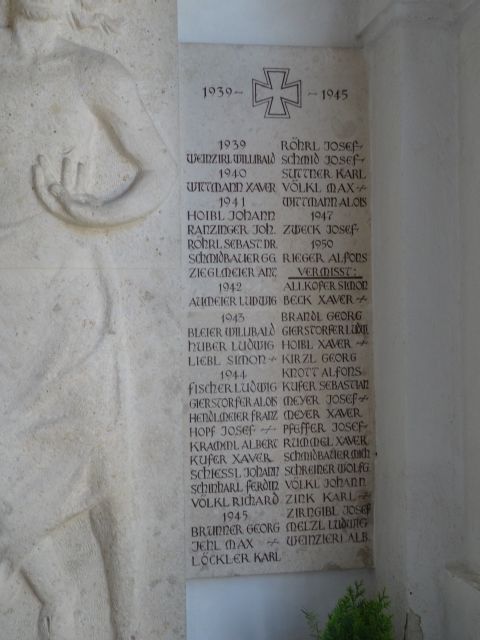 1939 – – 1945
1939
WEINZIRL WILLIBALD
1940
WITTMANN XAVER
1941
HOIBL JOHANN
RANZINGER JOH.
RÖHRL SEBAST NR.
SCHMIDBAUER GG.
ZIEGLMEIER ANT.
1942
AUMEIER LUDWIG
1943
BLEIER WILLIBALD
HUBER LUDWIG
LIEBL SIMON
1944
FISCHER LUDWIG
GIERSTORFER ALOIS
HENDLMEIER FRANZ
HOPF JOSEF
KRAMML ALBERT
KUFER XAVER
SCHIESSL JOHANN
SCHINHARL FERDIN.
VÖLKL RICHARD
1945
BRUNNER GEORG
JEHL MAX
LÖCKLER KARL
RÖHRL JOSEF
SCHMID JOSEF
SUTTNER KARL
VÖLKL MAX
WITTMANN ALOIS
1947
ZWECK JOSEF
1950
RIEGER ALFONS
VERMISST:
ALLKOFER SIMON
BECK XAVER
BRANDL GEORG
GIERSTORFER LUDW.
HOIBL XAVER
KIRZL GEORG
KNOTT ALFONS
KUFER SEBASTIAN
MEYER JOSEF
MEYER XAVER
PFEFFER JOSEF
RUMMEL XAVER
SCHMIDBAUER MICH.
SCHREINER WOLFG.
VÖLKL JOHANN
ZINK KARL
ZIRNGIBL JOSEF
MELZL LUDWIG
WEINZIERL ALB.